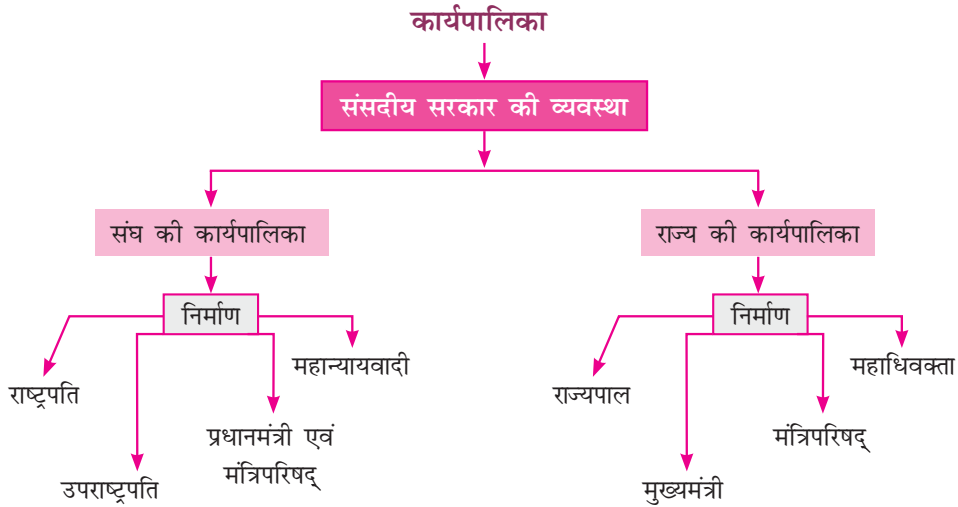 कार्यपालिका
संसदीय सरकार की व्यवस्था
संघ की कार्यपालिका
राज्य की कार्यपालिका
निर्माण
निर्माण
महान्यायवादी
महाधिवक्ता
राष्ट्रपति
राज्यपाल
प्रधानमंत्री एवं
मंत्रिपरिषद्
मंत्रिपरिषद्
उपराष्ट्रपति
मुख्यमंत्री